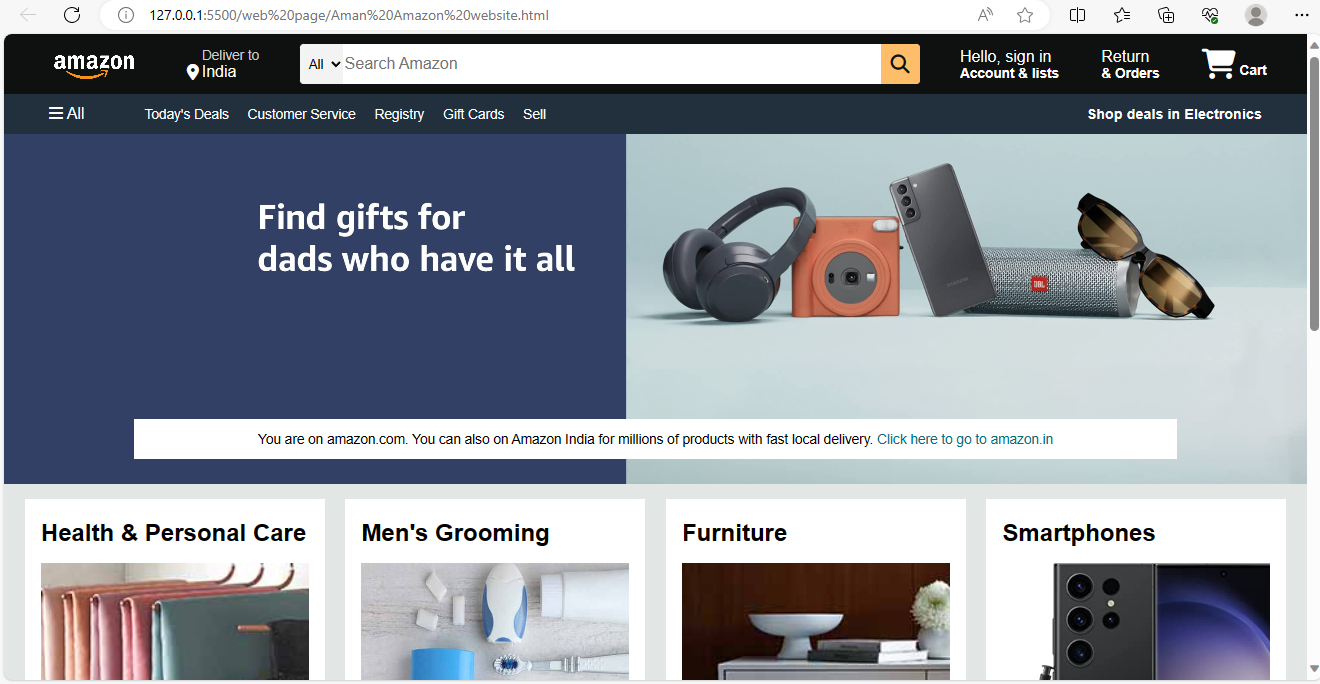 127.0.0.1:5500/web%20page/Aman%20Amazon%20website.html
amazon
Deliver to
India
All
Search Amazon
Hello, sign in
Account & lists
Return
& Orders
Cart
All
Today's Deals
Customer Service
Registry
Gift Cards
Sell
Shop deals in Electronics
Find gifts for
dads who have it all
JBL
You are on amazon.com. You can also on Amazon India for millions of products with fast local delivery. Click here to go to amazon.in
Health & Personal Care
Men's Grooming
Furniture
Smartphones